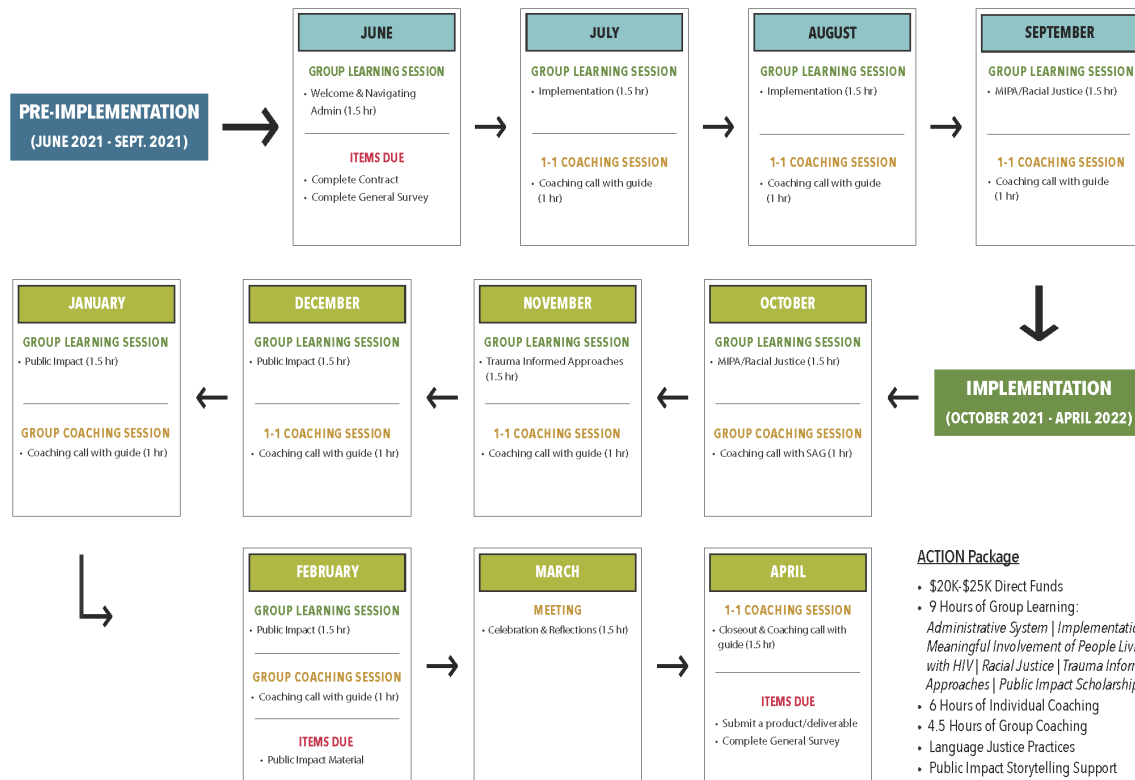 PRE-IMPLEMENTATION
(JUNE 2021 - SEPT. 2021)
JUNE
GROUP LEARNING SESSION
• Welcome & Navigating
Admin (1.5 hr)
ITEMS DUE
• Complete Contract
• Complete General Survey
JULY
GROUP LEARNING SESSION
• Implementation (1.5 hr)
1-1 COACHING SESSION
• Coaching call with guide
(1 hr)
AUGUST
GROUP LEARNING SESSION
• Implementation (1.5 hr)
1-1 COACHING SESSION
• Coaching call with guide
(1 hr)
SEPTEMBER
GROUP LEARNING SESSION
• MIPA/Racial Justice (1.5 hr)
1-1 COACHING SESSION
• Coaching call with guide
(1 hr)
IMPLEMENTATION
(OCTOBER 2021 - APRIL 2022)
OCTOBER
GROUP LEARNING SESSION
• MIPA/Racial Justice (1.5 hr)
GROUP COACHING SESSION
• Coaching call with SAG (1 hr)
NOVEMBER
GROUP LEARNING SESSION
• Trauma Informed Approaches
(1.5 hr)
1-1 COACHING SESSION
• Coaching call with guide (1 hr)
DECEMBER
GROUP LEARNING SESSION
• Public Impact (1.5 hr)
1-1 COACHING SESSION
• Coaching call with guide (1 hr)
JANUARY
GROUP LEARNING SESSION
• Public Impact (1.5 hr)
GROUP COACHING SESSION
• Coaching call with guide (1 hr)
FEBRUARY
GROUP LEARNING SESSION
• Public Impact (1.5 hr)
GROUP COACHING SESSION
• Coaching call with guide (1 hr)
ITEMS DUE
• Public Impact Material
MARCH
MEETING
• Celebration & Reflections (1.5 hr)
APRIL
1-1 COACHING SESSION
• Closeout & Coaching call with
guide (1.5 hr)
ITEMS DUE
• Submit a product/deliverable
• Complete General Survey
ACTION Package
• $20K-$25K Direct Funds
• 9 Hours of Group Learning:
Administrative System |
Meaningful Involvement of People
with HIV | Racial Justice | Trauma
Approaches | Public Impact
• 6 Hours of Individual Coaching
• 4.5 Hours of Group Coaching
• Language Justice Practices
• Public Impact Storytelling Support